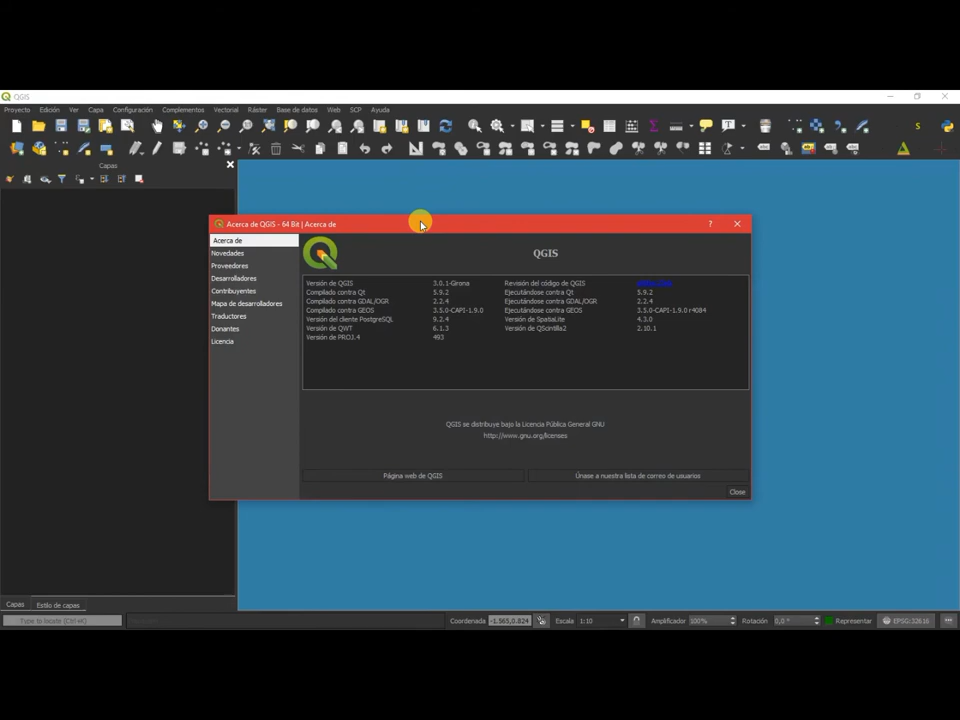 QGIS
Proyecto Edición Ver Capa Configuración Complementos Vectorial Ráster Base de datos Web SCP Ayuda
Capas
Acerca de QGIS - 64 Bit | Acerca de
Acerca de
Novedades
Proveedores
Desarrolladores
Contribuyentes
Mapa de desarrolladores
Traductores
Donantes
Licencia
QGIS
Versión de QGIS 3.0.1-Girona Revisión del código de QGIS
Compilado contra Qt 5.9.2 Ejecutándose contra Qt 5.9.2
Compilado contra GDAL/OGR 2.2.4 Ejecutándose contra GDAL/OGR 2.2.4
Compilado contra GEOS 3.5.0-CAPI-1.9.0 Ejecutándose contra GEOS 3.5.0-CAPI-1.9.0 r4084
Versión del cliente PostgreSQL 9.2.4 Versión de SpatiaLite 4.3.0
Versión de QWT 6.1.3 Versión de QScintilla2 2.10.1
Versión de PROJ.4 493
QGIS se distribuye bajo la Licencia Pública General GNU
http://www.gnu.org/licenses
Página web de QGIS Únase a nuestra lista de correo de usuarios
Close
Capas Estilo de capas
Type to locate (Ctrl+K) Coordenada -1.565,0.824 Escala 1:10 Amplificador 100% Rotación 0,0 ° Representar EPSG:32616